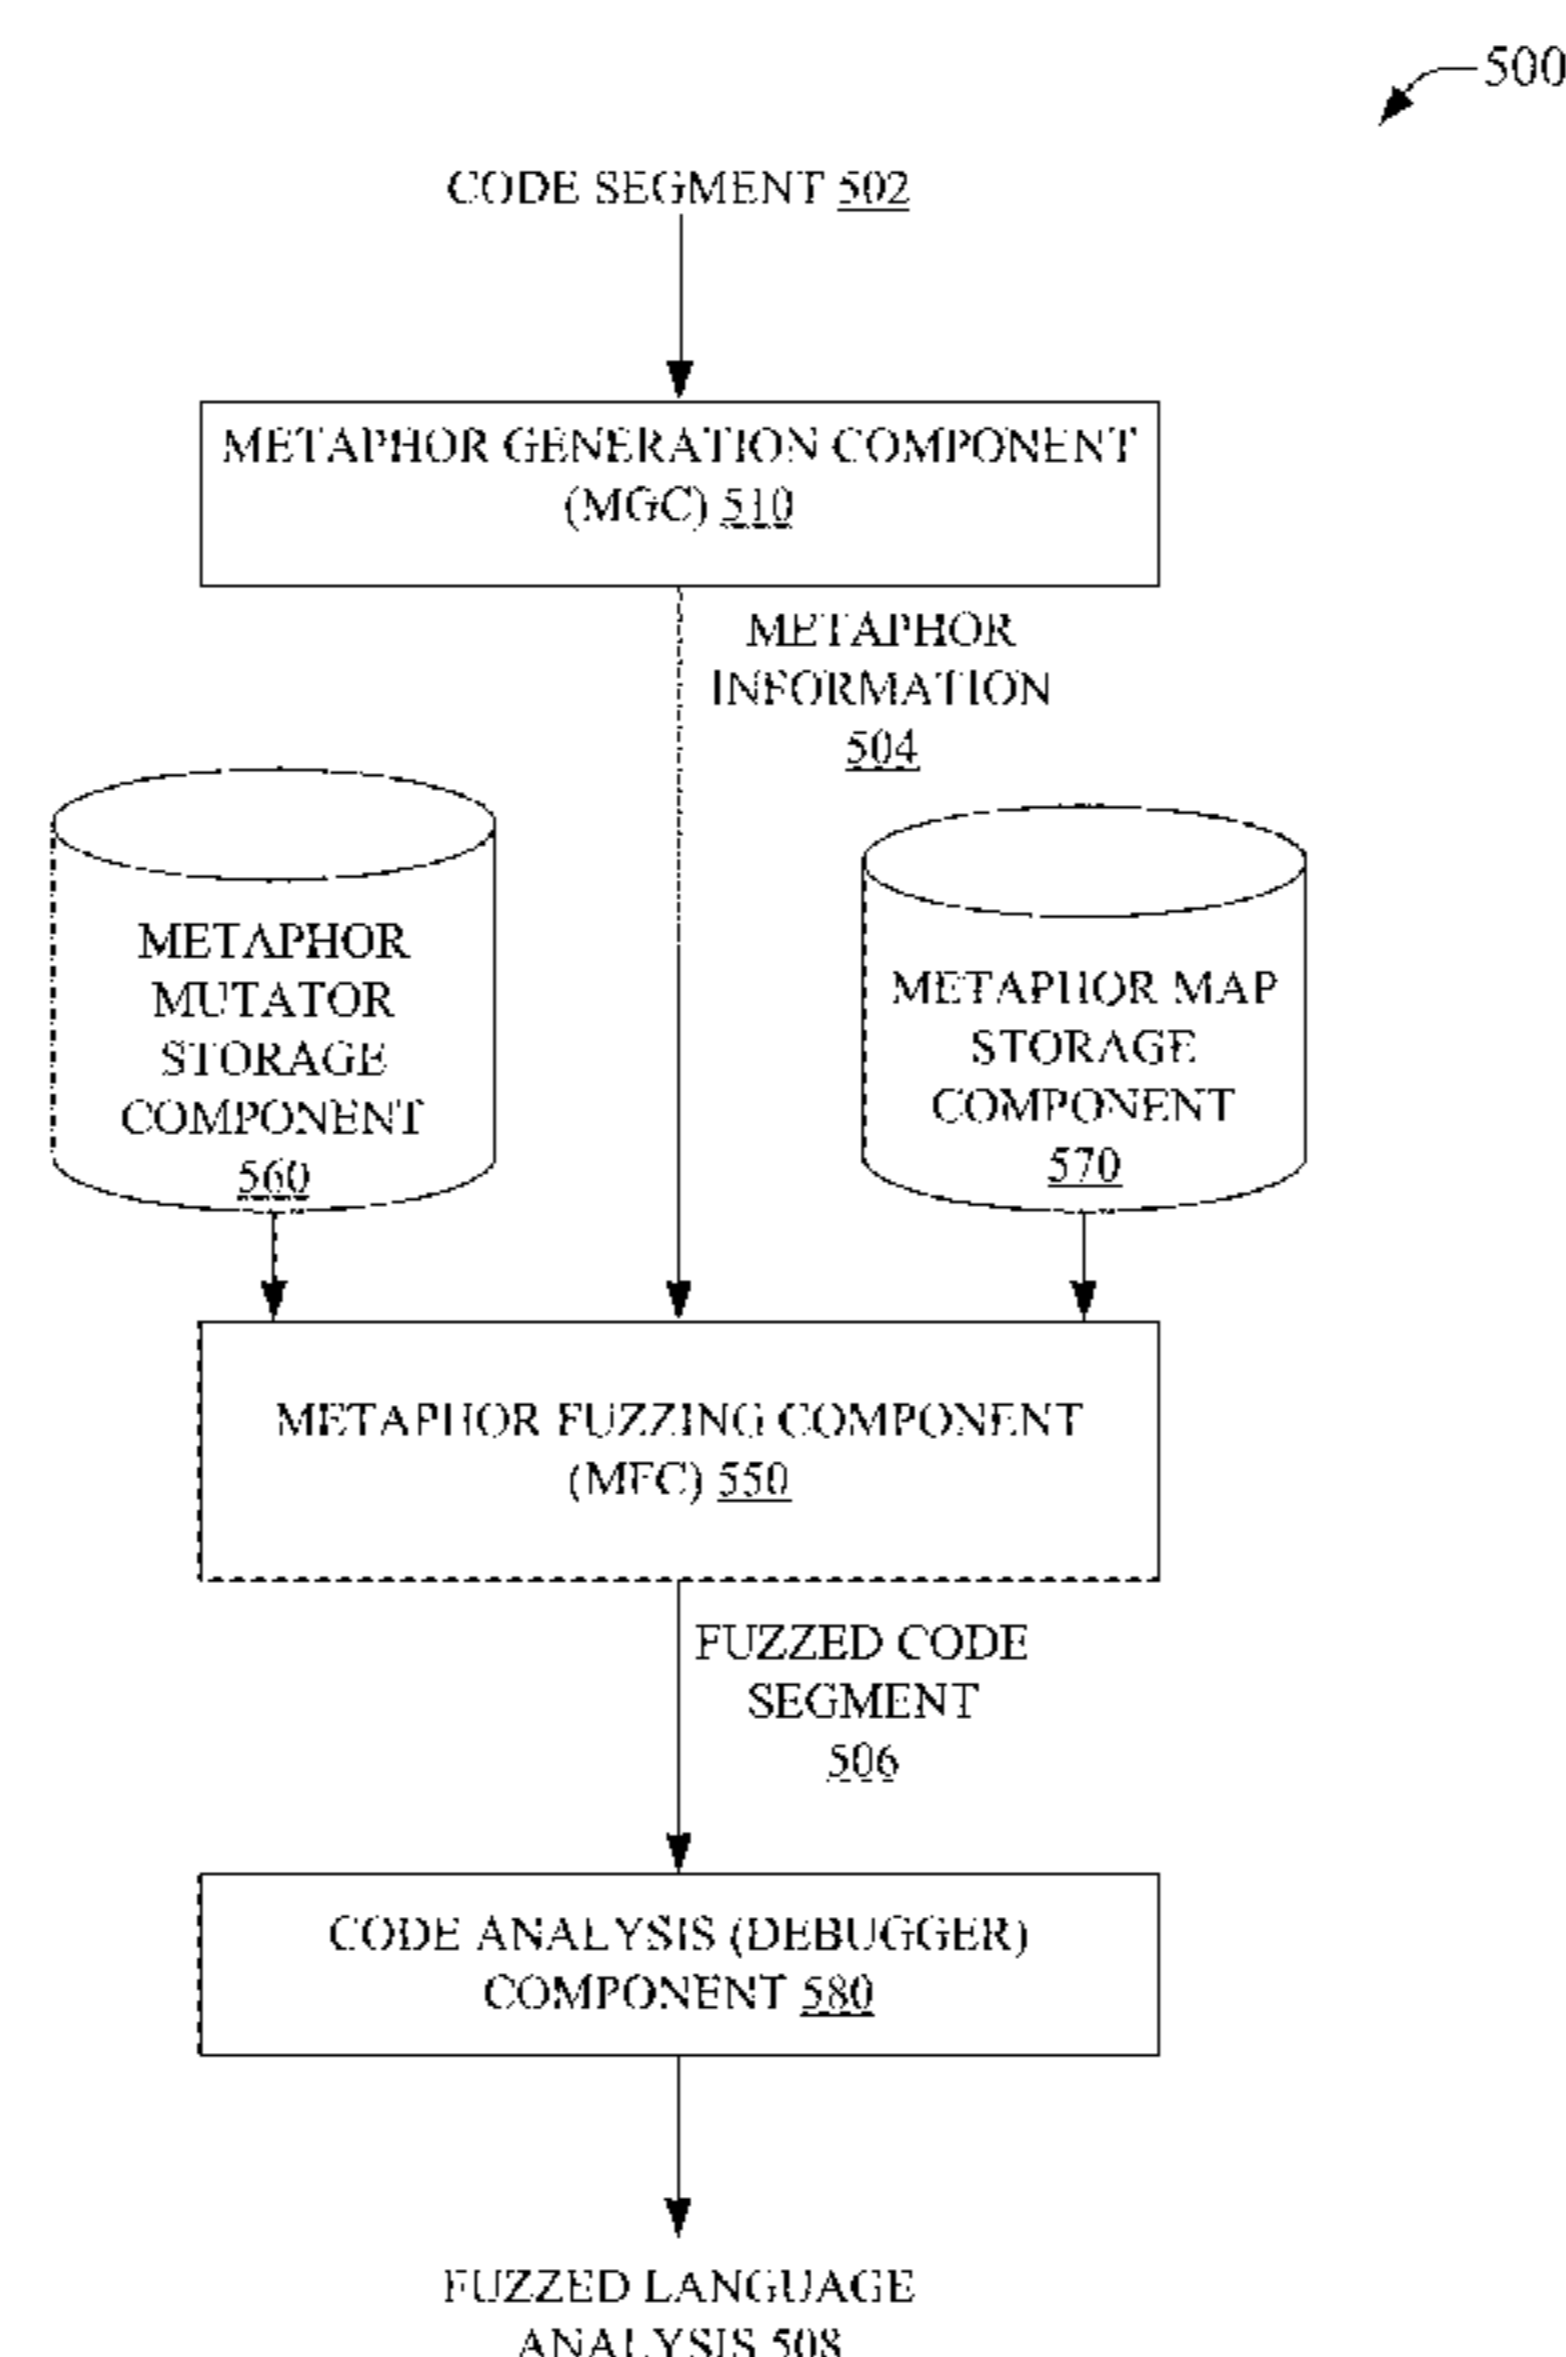 500
CODE SEGMENT 502
METAPHOR GENERATION COMPONENT
(MGC) 510
METAPHOR
INFORMATION
504
METAPHOR
MUTATOR
STORAGE
COMPONENT
560
METAPHOR MAP
STORAGE
COMPONENT
570
METAPHOR FUZZING COMPONENT
(MFC) 550
FUZZED CODE
SEGMENT
506
CODE ANALYSIS (DEBUGGER)
COMPONENT 580
FUZZED LANGUAGE
ANALYSIS 508